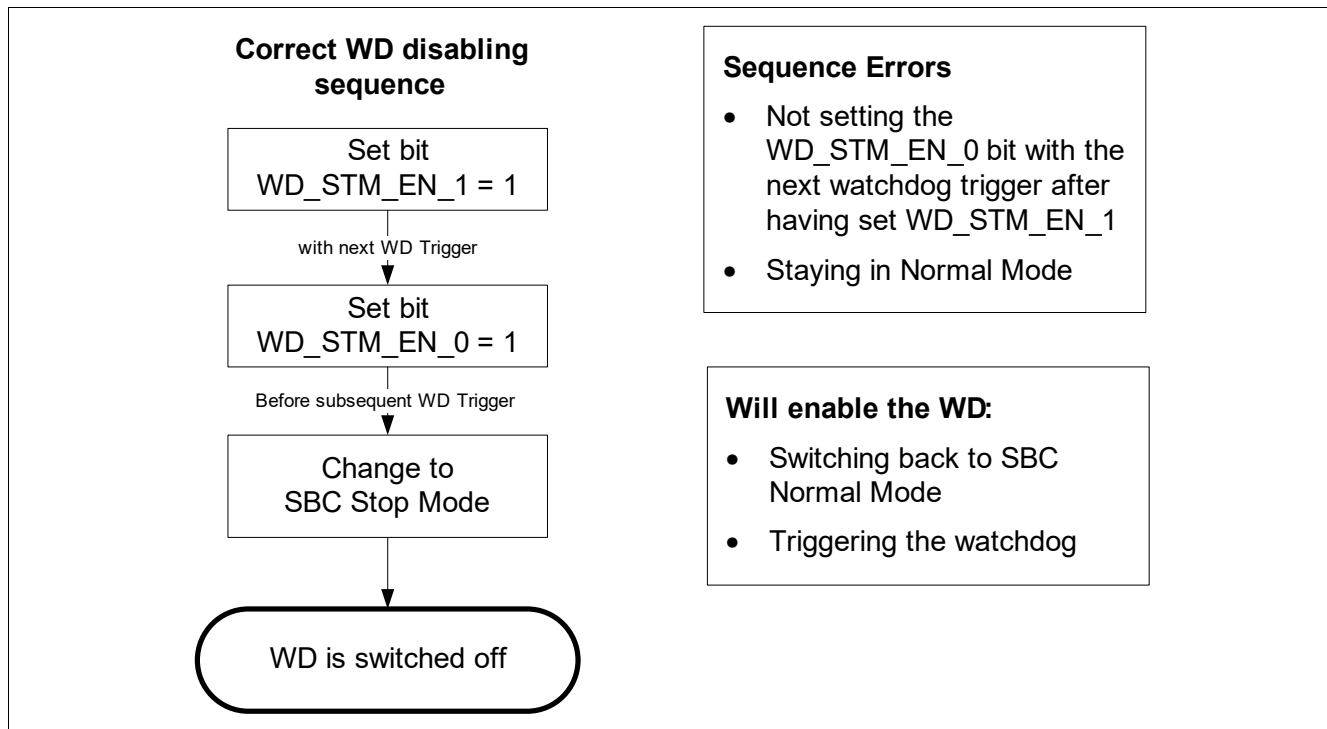 Correct WD disabling
sequence
Set bit
WD_STM_EN_1 = 1
with next WD Trigger
Set bit
WD_STM_EN_0 = 1
Before subsequent WD Trigger
Change to
SBC Stop Mode
WD is switched off
Sequence Errors
• Not setting the
WD_STM_EN_0 bit with the
next watchdog trigger after
having set WD_STM_EN_1
• Staying in Normal Mode
Will enable the WD:
• Switching back to SBC
Normal Mode
• Triggering the watchdog